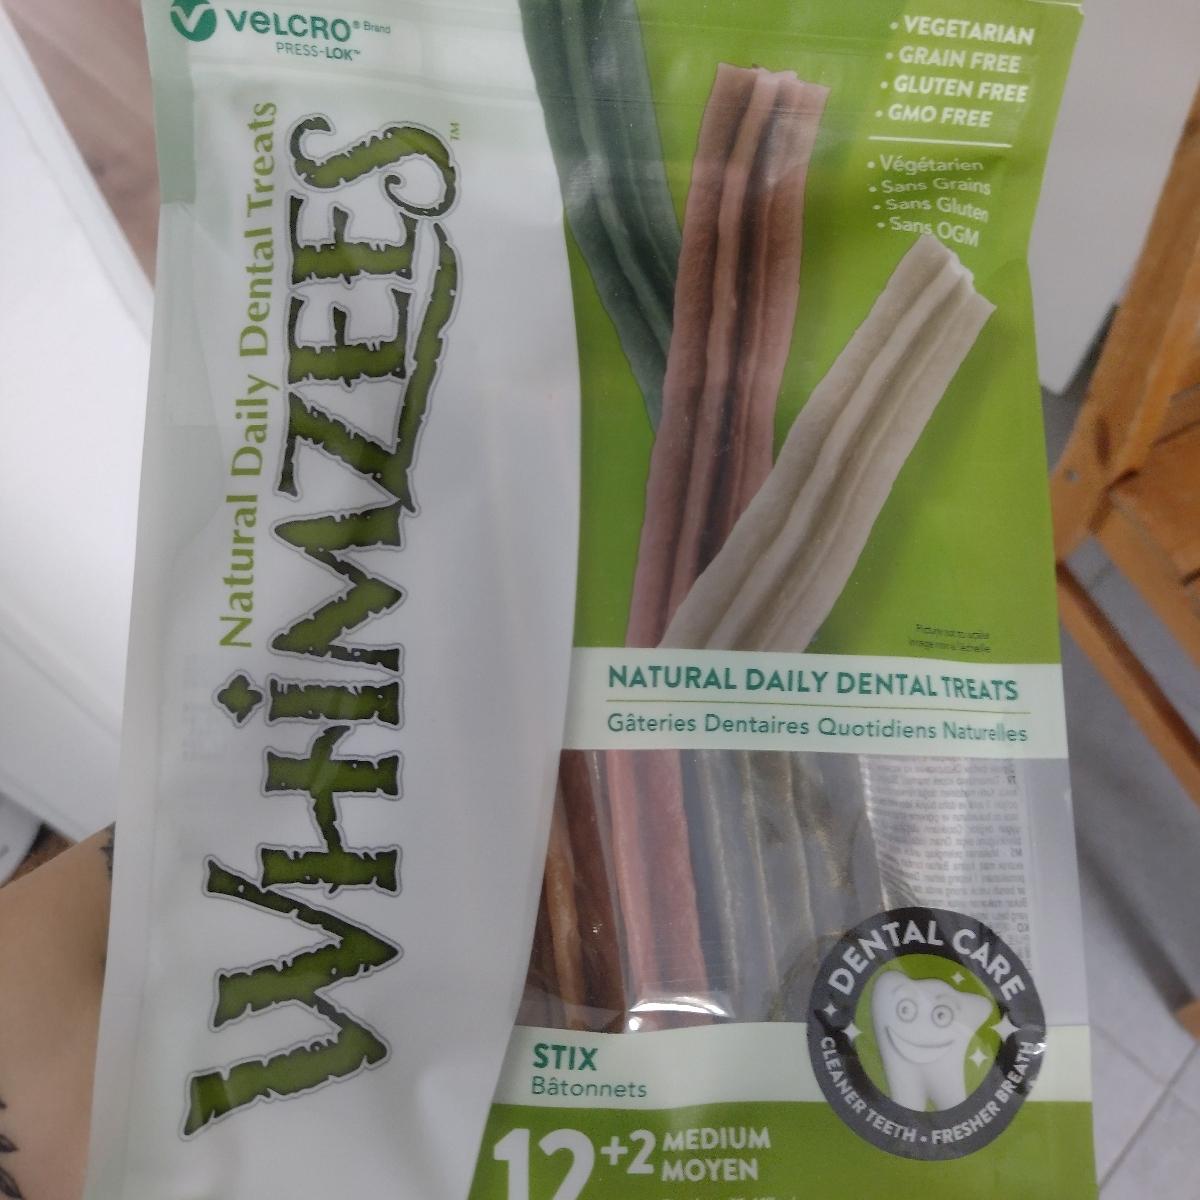 VELCRO® Brand
PRESS-LOK™
Natural Daily Dental Treats
WHIMZEES™
• VEGETARIAN
• GRAIN FREE
• GLUTEN FREE
• GMO FREE
• Végétarien
• Sans Grains
• Sans Gluten
• Sans OGM
NATURAL DAILY DENTAL TREATS
Gâteries Dentaires Quotidiens Naturelles
DENTAL CARE
CLEANER TEETH • FRESHER BREATH
STIX
Bâtonnets
12+2 MEDIUM
MOYEN